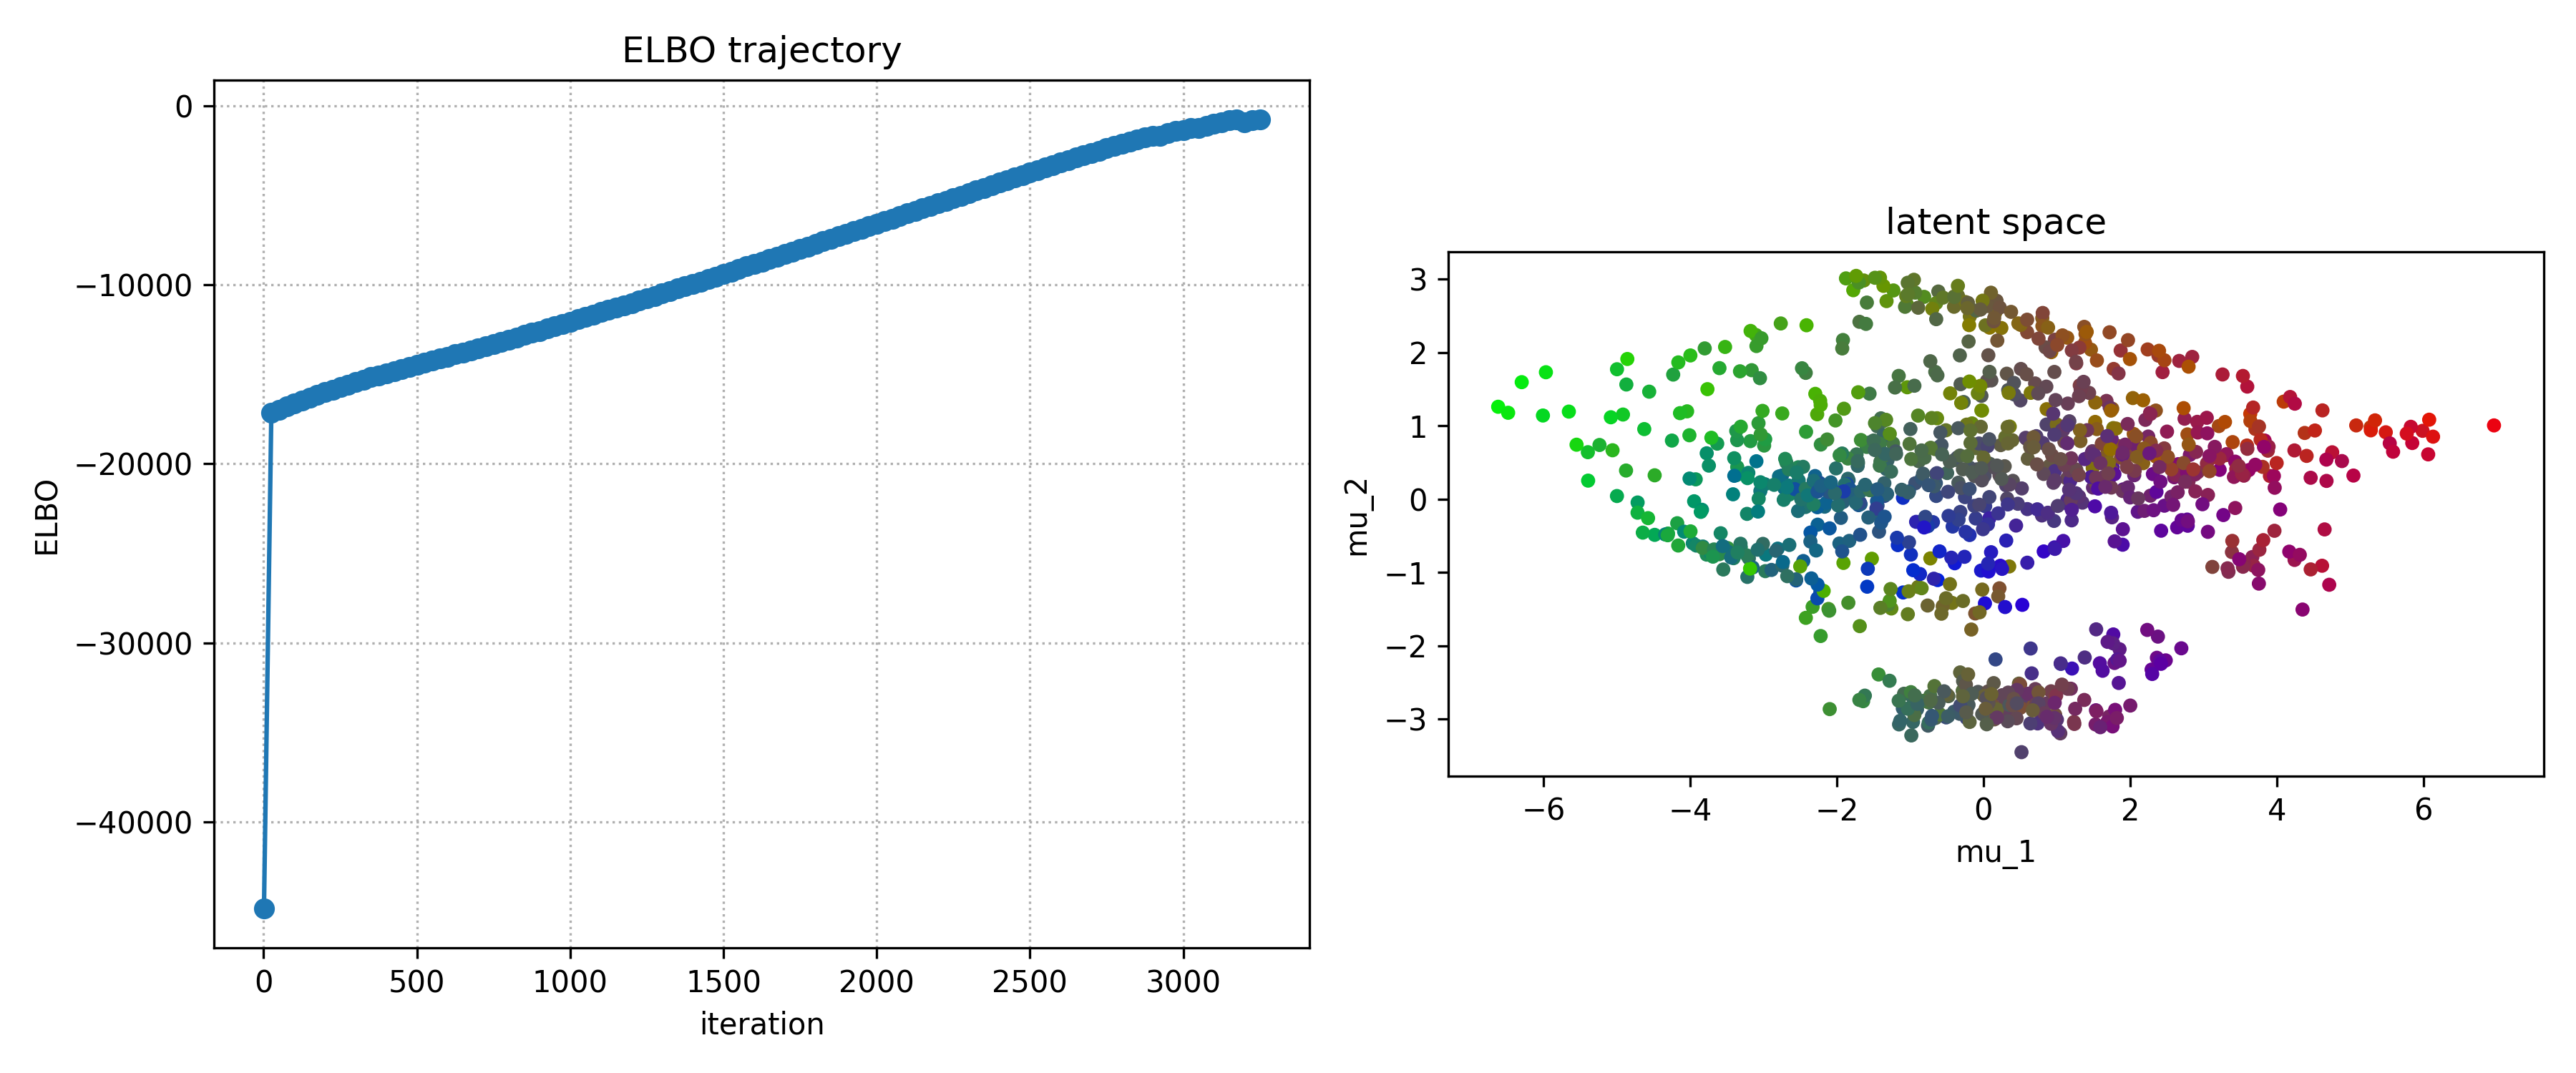 ELBO trajectory
0
−10000
−20000
−30000
−40000
ELBO
0 500 1000 1500 2000 2500 3000
iteration
latent space
3
2
1
0
−1
−2
−3
mu_2
−6 −4 −2 0 2 4 6
mu_1